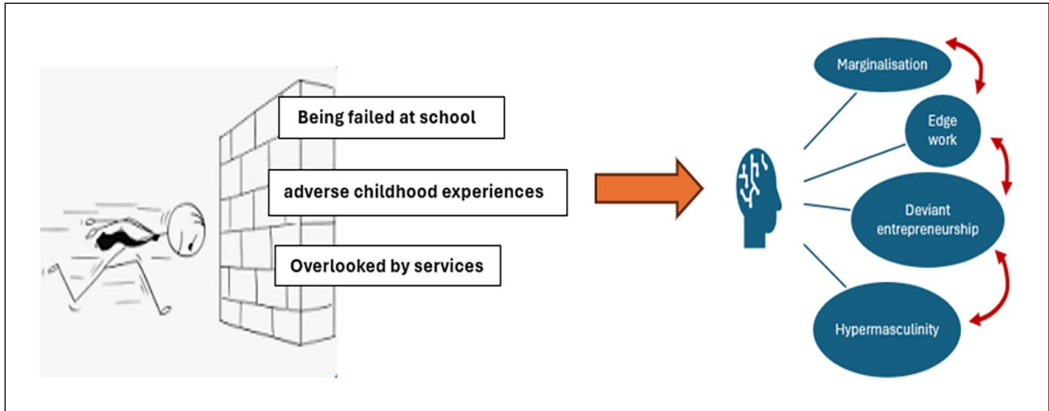 Being failed at school
adverse childhood experiences
Overlooked by services
Marginalisation
Edge
work
Deviant
entrepreneurship
Hypermasculinity